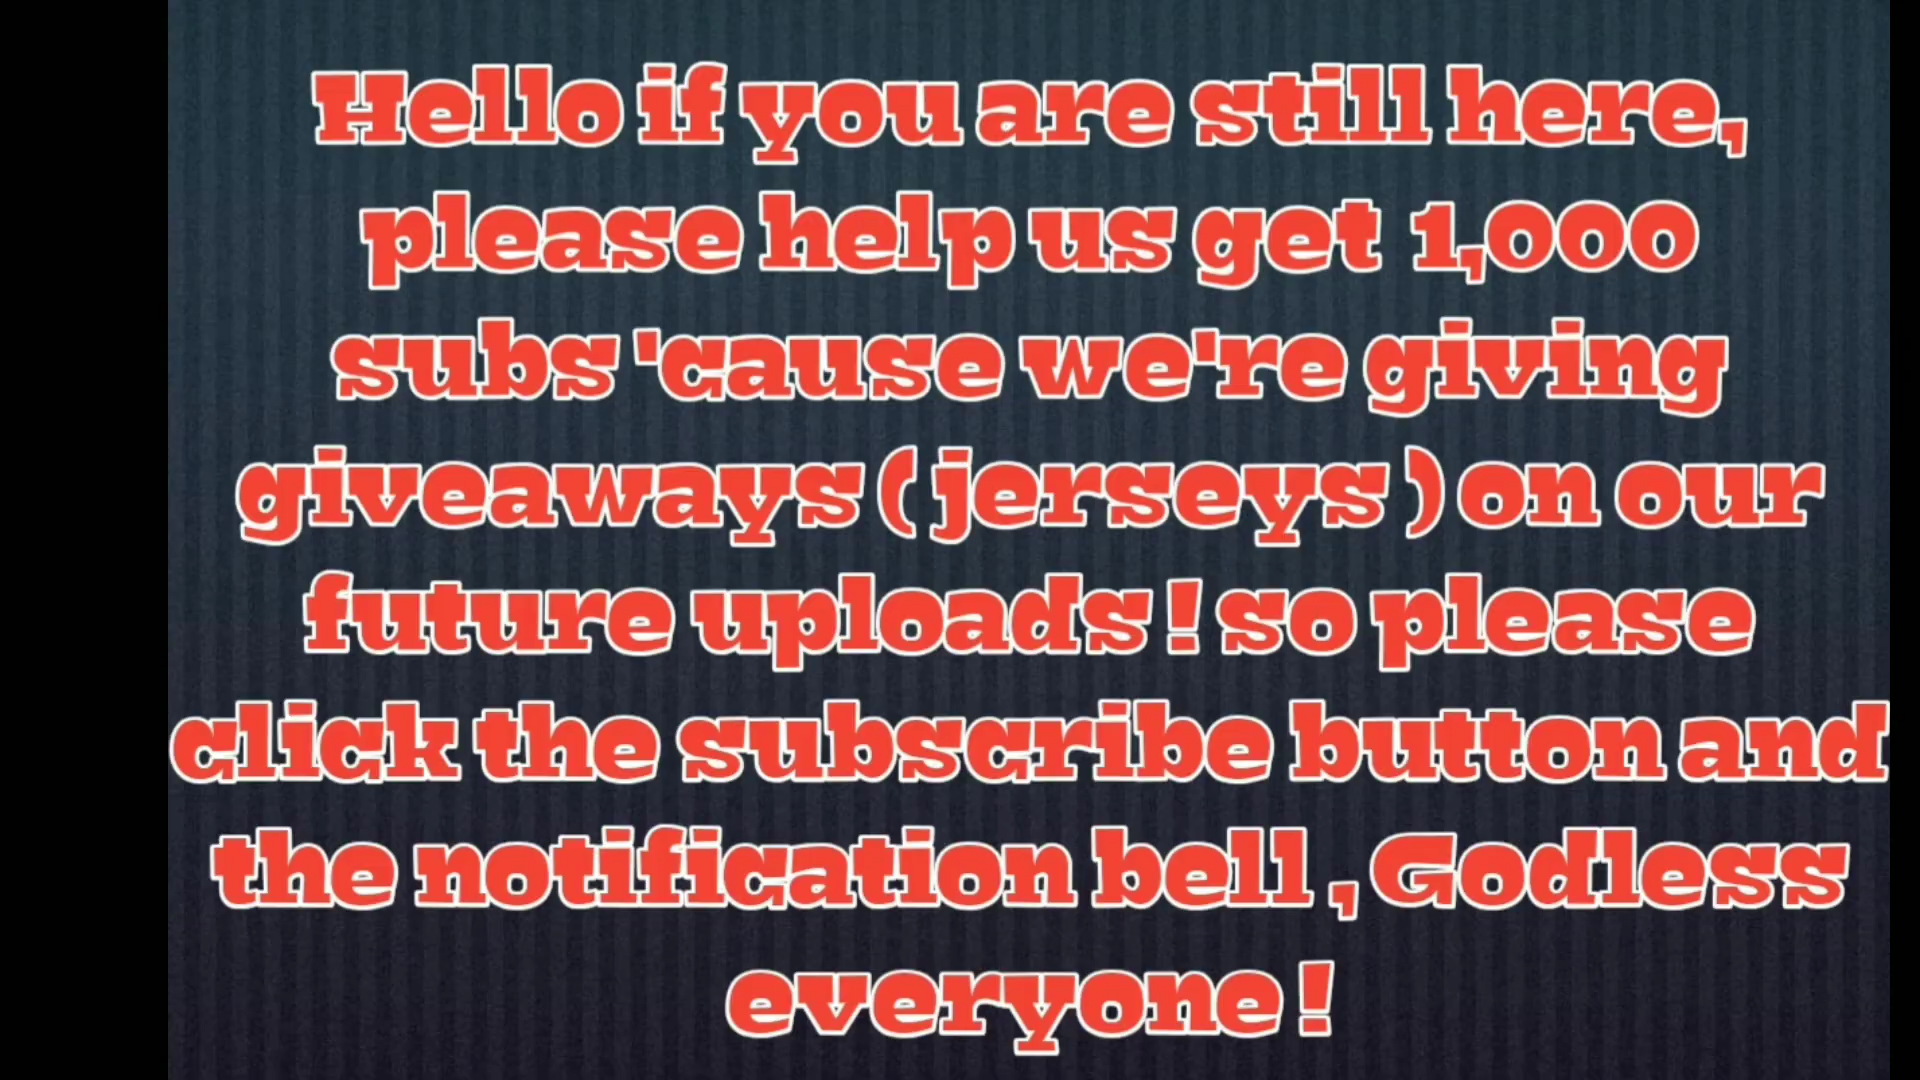 Hello if you are still here,
please help us get 1,000
subs 'cause we're giving
giveaways ( jerseys ) on our
future uploads ! so please
click the subscribe button and
the notification bell , Godless
everyone !